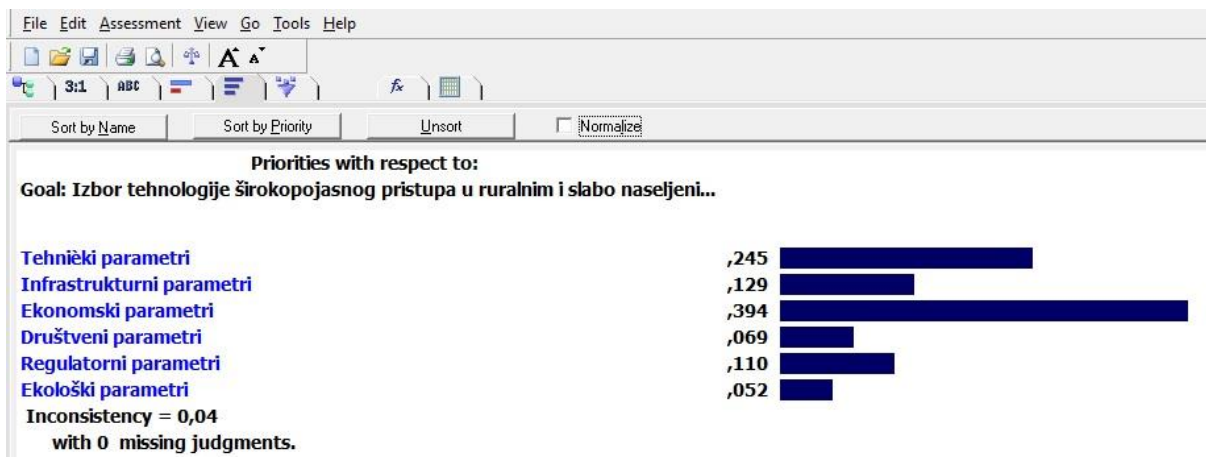 File Edit Assessment View Go Tools Help
A A
3:1 ABC fx
Sort by Name Sort by Priority Unsort Normalize
Priorities with respect to:
Goal: Izbor tehnologije širokopojasnog pristupa u ruralnim i slabo naseljeni...
Tehnièki parametri ,245
Infrastrukturni parametri ,129
Ekonomski parametri ,394
Društveni parametri ,069
Regulatorni parametri ,110
Ekološki parametri ,052
Inconsistency = 0,04
with 0 missing judgments.